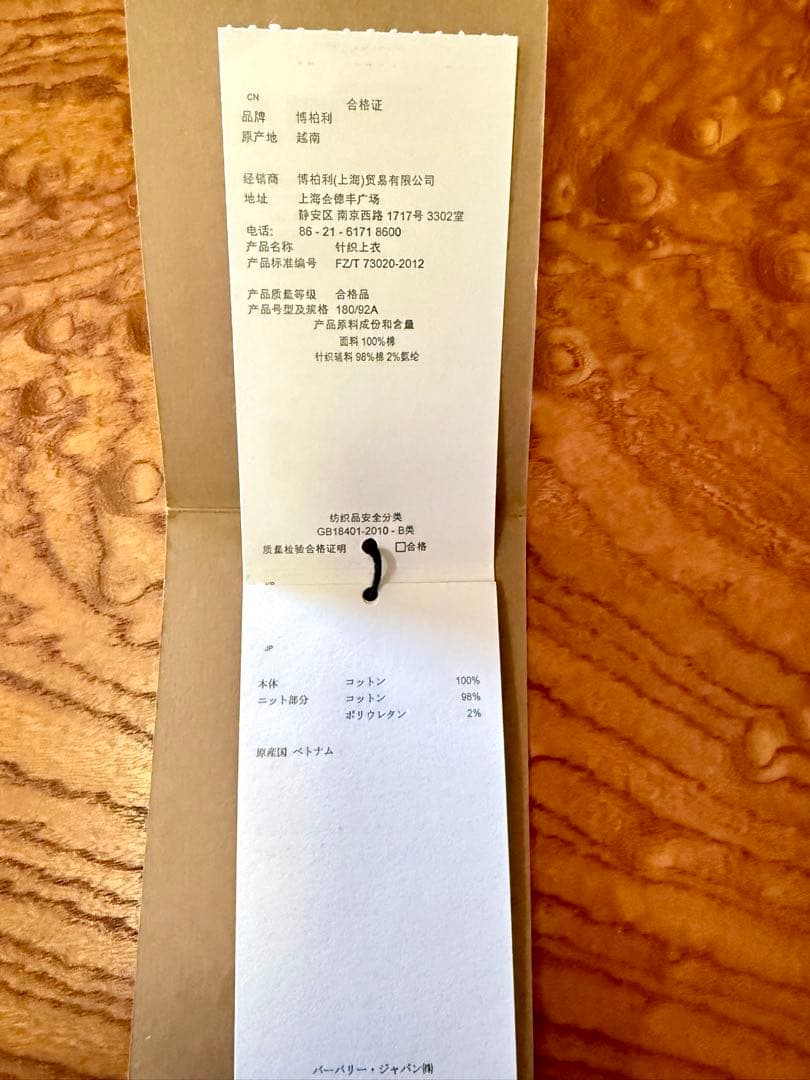 CN
合格证
品牌 博柏利
原产地 越南
经销商 博柏利(上海)贸易有限公司
地址 上海会德丰广场
静安区 南京西路 1717号 3302室
电话: 86 - 21 - 6171 8600
产品名称 针织上衣
产品标准编号 FZ/T 73020-2012
产品质量等级 合格品
产品号型及规格 180/92A
产品原料成份和含量
面料 100%棉
针织辅料 98%棉 2%氨纶
纺织品安全分类
GB18401-2010 - B类
质量检验合格证明 □合格
JP
本体 コットン 100%
ニット部分 コットン 98%
ポリウレタン 2%
原産国 ベトナム
バーバリー・ジャパン㈱